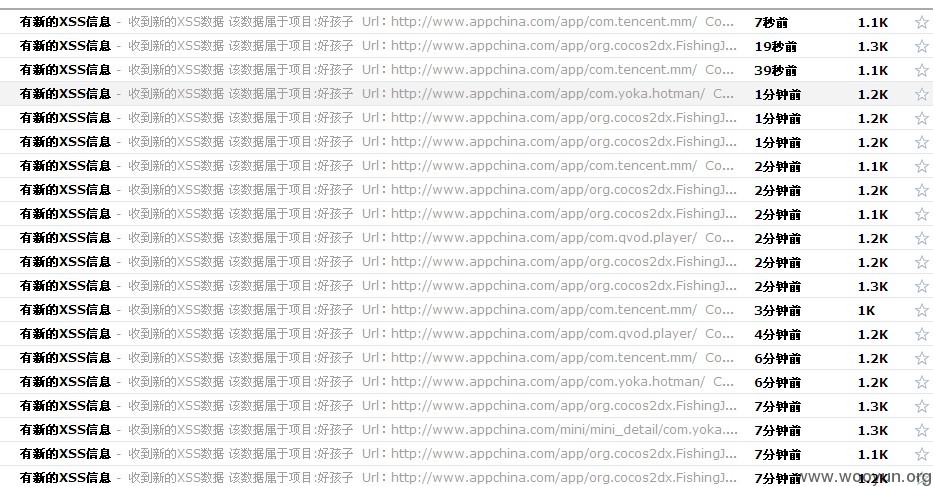 有新的XSS信息 - 收到新的XSS数据 该数据属于项目:好孩子 Url：http://www.appchina.com/app/com.tencent.mm/ Co... 7秒前 1.1K
有新的XSS信息 - 收到新的XSS数据 该数据属于项目:好孩子 Url：http://www.appchina.com/app/org.cocos2dx.FishingJ... 19秒前 1.3K
有新的XSS信息 - 收到新的XSS数据 该数据属于项目:好孩子 Url：http://www.appchina.com/app/com.tencent.mm/ Co... 39秒前 1.1K
有新的XSS信息 - 收到新的XSS数据 该数据属于项目:好孩子 Url：http://www.appchina.com/app/com.yoka.hotman/ C... 1分钟前 1.2K
有新的XSS信息 - 收到新的XSS数据 该数据属于项目:好孩子 Url：http://www.appchina.com/app/org.cocos2dx.FishingJ... 1分钟前 1.2K
有新的XSS信息 - 收到新的XSS数据 该数据属于项目:好孩子 Url：http://www.appchina.com/app/org.cocos2dx.FishingJ... 1分钟前 1.2K
有新的XSS信息 - 收到新的XSS数据 该数据属于项目:好孩子 Url：http://www.appchina.com/app/com.tencent.mm/ Co... 2分钟前 1.1K
有新的XSS信息 - 收到新的XSS数据 该数据属于项目:好孩子 Url：http://www.appchina.com/app/org.cocos2dx.FishingJ... 2分钟前 1.2K
有新的XSS信息 - 收到新的XSS数据 该数据属于项目:好孩子 Url：http://www.appchina.com/app/org.cocos2dx.FishingJ... 2分钟前 1.1K
有新的XSS信息 - 收到新的XSS数据 该数据属于项目:好孩子 Url：http://www.appchina.com/app/com.qvod.player/ Co... 2分钟前 1.2K
有新的XSS信息 - 收到新的XSS数据 该数据属于项目:好孩子 Url：http://www.appchina.com/app/org.cocos2dx.FishingJ... 2分钟前 1.2K
有新的XSS信息 - 收到新的XSS数据 该数据属于项目:好孩子 Url：http://www.appchina.com/app/org.cocos2dx.FishingJ... 2分钟前 1.3K
有新的XSS信息 - 收到新的XSS数据 该数据属于项目:好孩子 Url：http://www.appchina.com/app/com.tencent.mm/ Co... 3分钟前 1K
有新的XSS信息 - 收到新的XSS数据 该数据属于项目:好孩子 Url：http://www.appchina.com/app/com.qvod.player/ Co... 4分钟前 1.2K
有新的XSS信息 - 收到新的XSS数据 该数据属于项目:好孩子 Url：http://www.appchina.com/app/com.tencent.mm/ Co... 6分钟前 1.2K
有新的XSS信息 - 收到新的XSS数据 该数据属于项目:好孩子 Url：http://www.appchina.com/app/com.yoka.hotman/ C... 6分钟前 1.2K
有新的XSS信息 - 收到新的XSS数据 该数据属于项目:好孩子 Url：http://www.appchina.com/app/org.cocos2dx.FishingJ... 7分钟前 1.3K
有新的XSS信息 - 收到新的XSS数据 该数据属于项目:好孩子 Url：http://www.appchina.com/mini/mini_detail/com.yoka.... 7分钟前 1.3K
有新的XSS信息 - 收到新的XSS数据 该数据属于项目:好孩子 Url：http://www.appchina.com/app/org.cocos2dx.FishingJ... 7分钟前 1.1K
有新的XSS信息 - 收到新的XSS数据 该数据属于项目:好孩子 Url：http://www.appchina.com/app/org.cocos2dx.FishingJ... 7分钟前 1.2K
www.wooyun.org